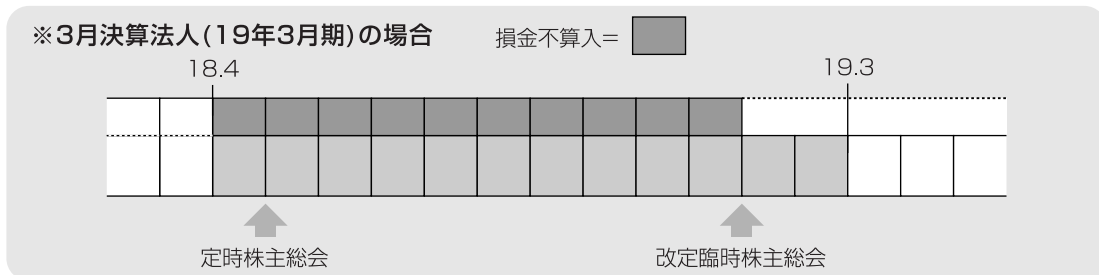 ※3月決算法人(19年3月期)の場合
損金不算入=
18.4
19.3
定時株主総会
改定臨時株主総会